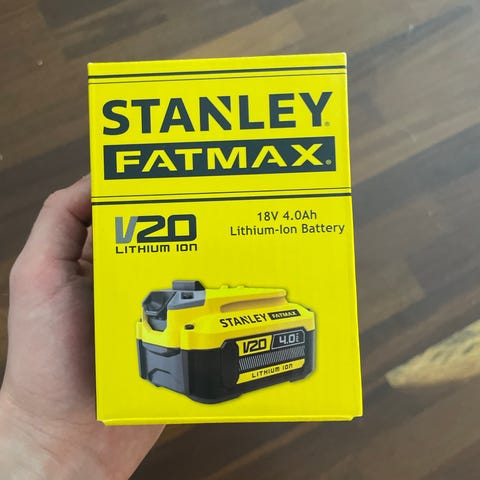 STANLEY®
FATMAX®
V20
LITHIUM ION
18V 4.0Ah
Lithium-Ion Battery
STANLEY FATMAX
V20 4.0
LITHIUM ION